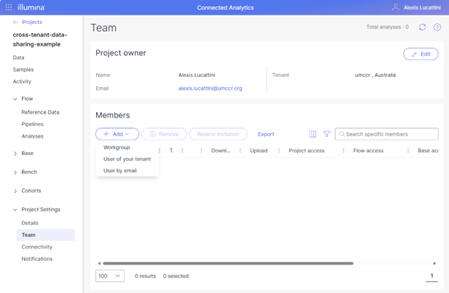 illumina
Connected Analytics
Alexis Lucattini
← Projects
cross-tenant-data-sharing-example
Data
Samples
Activity
Flow
Reference Data
Pipelines
Analyses
Base
Bench
Cohorts
Project Settings
Details
Team
Connectivity
Notifications
Team
Total analyses : 0
Project owner
Edit
Name Alexis Lucattini Tenant umccr , Australia
Email alexis.lucattini@umccr.org
Members
+ Add Remove Resend invitation Export Search specific members
Workgroup
User of your tenant
User by email
T. Downl... Upload Project access Flow access Base acc
100 0 results 0 selected 1